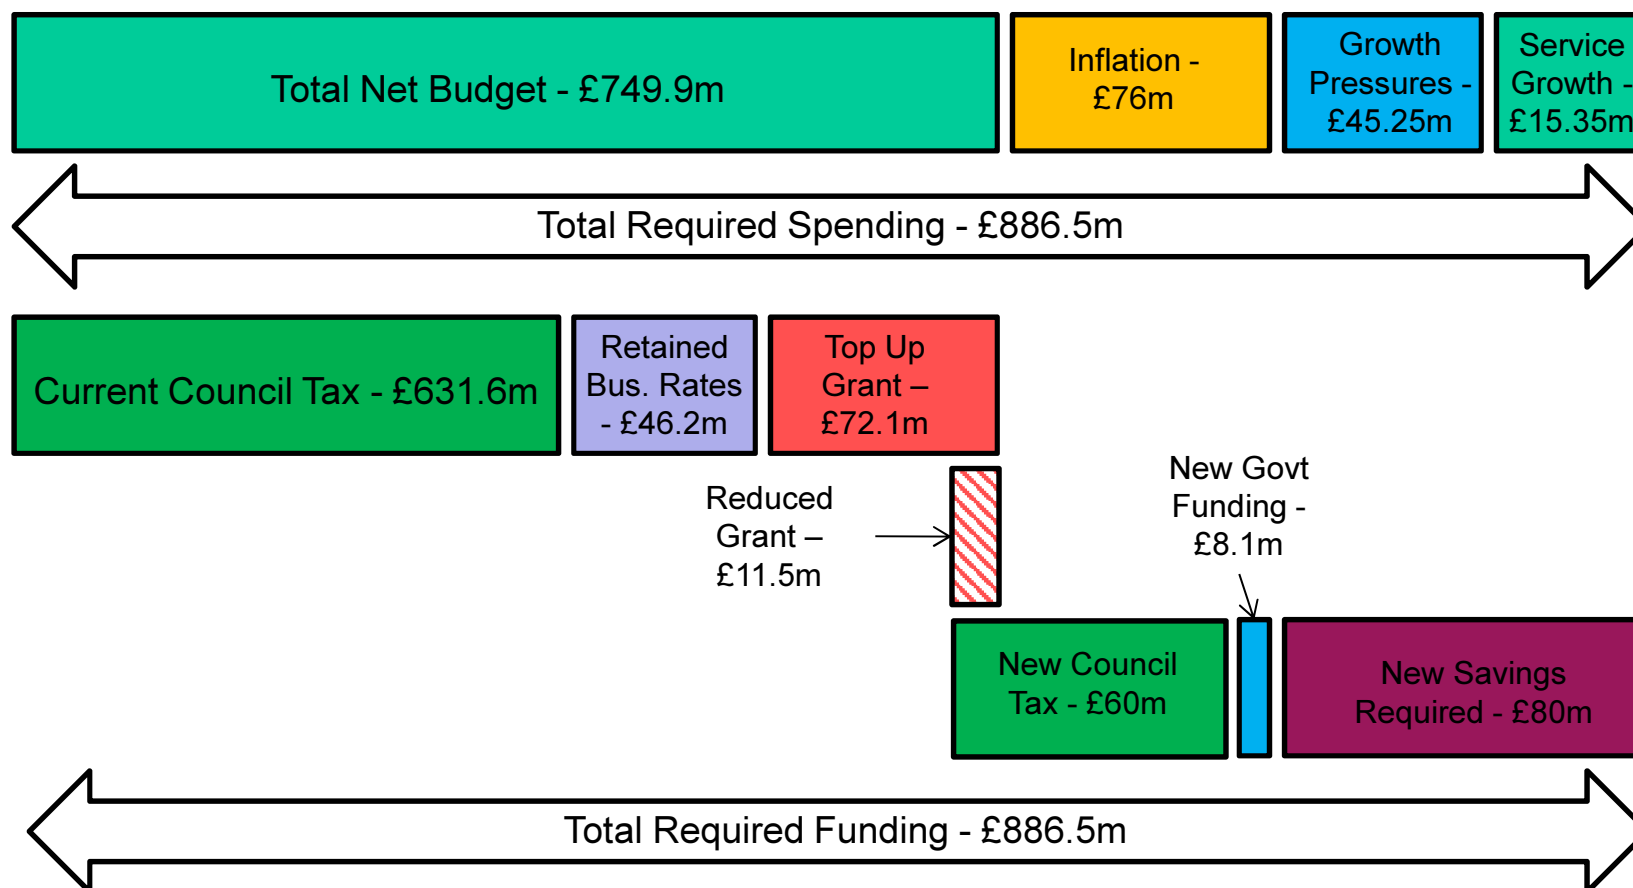 Total Net Budget - £749.9m
Inflation -
£76m
Growth
Pressures -
£45.25m
Service
Growth -
£15.35m
Total Required Spending - £886.5m
Current Council Tax - £631.6m
Retained
Bus. Rates
- £46.2m
Top Up
Grant –
£72.1m
Reduced
Grant –
£11.5m
New Govt
Funding -
£8.1m
New Council
Tax - £60m
New Savings
Required - £80m
Total Required Funding - £886.5m